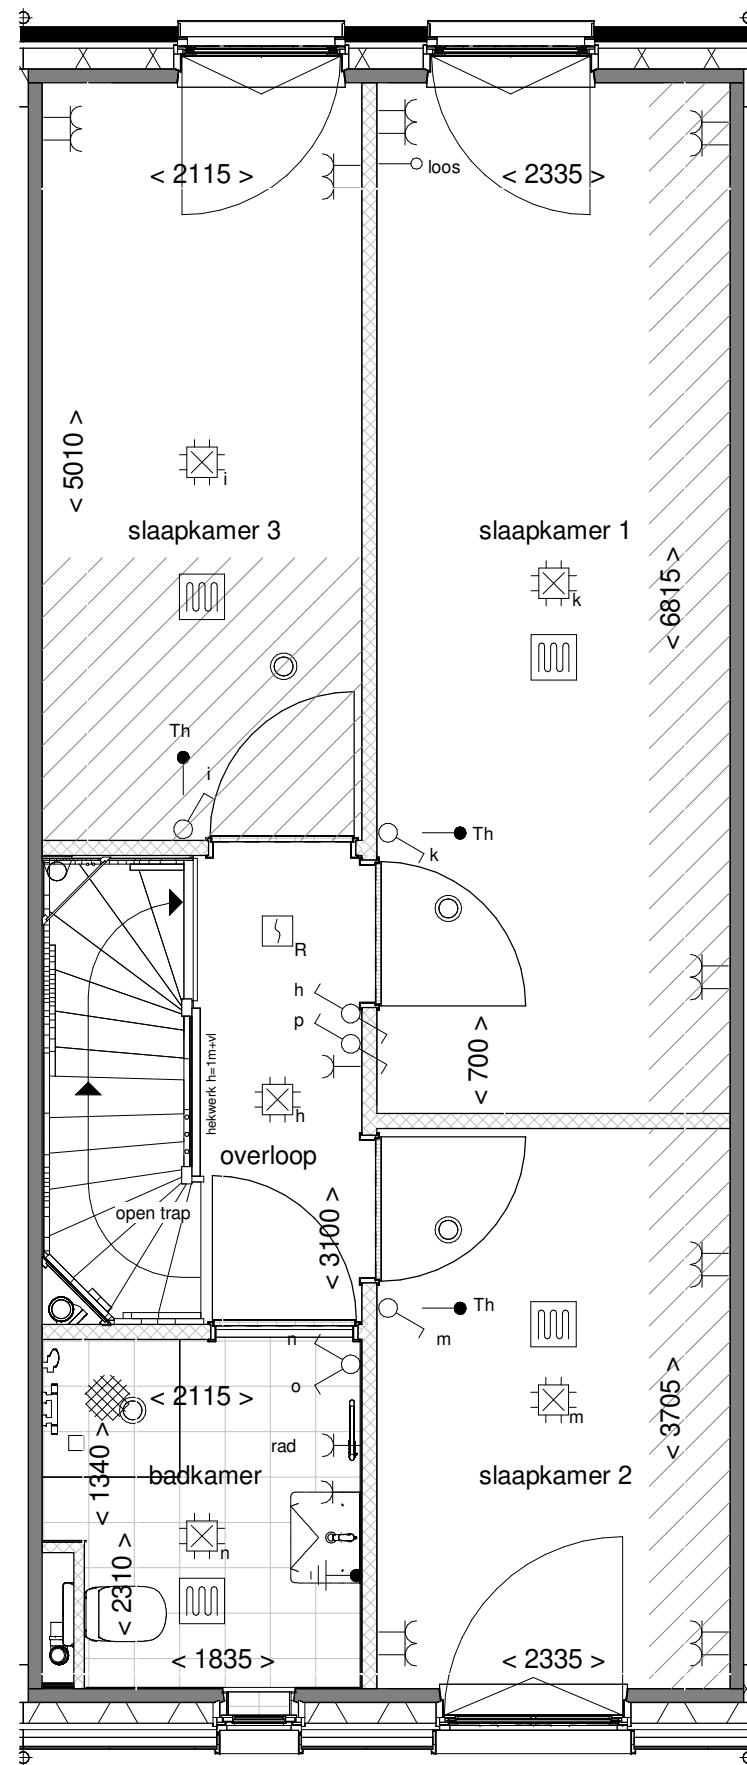 < 2115 >
loos
< 2335 >
< 5010 >
i
slaapkamer 3
slaapkamer 1
k
< 6815 >
Th
i
Th
k
R
h
p
< 700 >
hekwerk h=1m+vl
h
overloop
open trap
< 3100 >
Th
m
n
o
< 2115 >
m
< 3705 >
rad
< 1340 >
badkamer
slaapkamer 2
n
< 2310 >
< 1835 >
< 2335 >